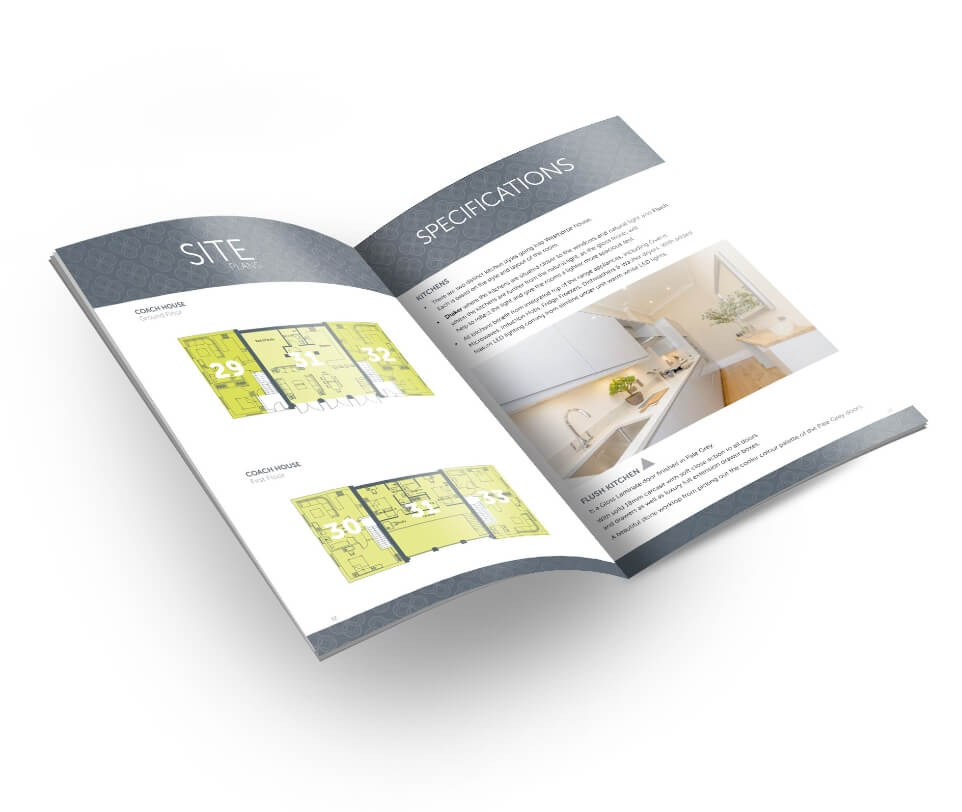 SITE
PLANS
COACH HOUSE
Ground Floor
29
31
32
COACH HOUSE
First Floor
30
31
33
12
SPECIFICATIONS
KITCHENS
• There are two distinct kitchen styles going into Weethorpe House.
Each is based on the style and layout of the room.
• Shaker where the kitchens are situated closer to the windows and natural light and Flush
where the kitchens are further from the natural light, as the gloss fronts will
help to reflect the light and give the rooms a lighter more spacious feel.
• All kitchens benefit from integrated top of the range appliances, including Ovens,
Microwaves, Induction Hobs, Fridge Freezers, Dishwashers & Washer Dryers. With added
feature LED lighting coming from slimline under unit warm white LED lights.
FLUSH KITCHEN
Is a Gloss Laminate door finished in Pale Grey
With solid 18mm carcase with soft close action to all doors
and drawers as well as luxury full extension drawer boxes.
A beautiful stone worktop from picking out the cooler colour palette of the Pale Grey doors.